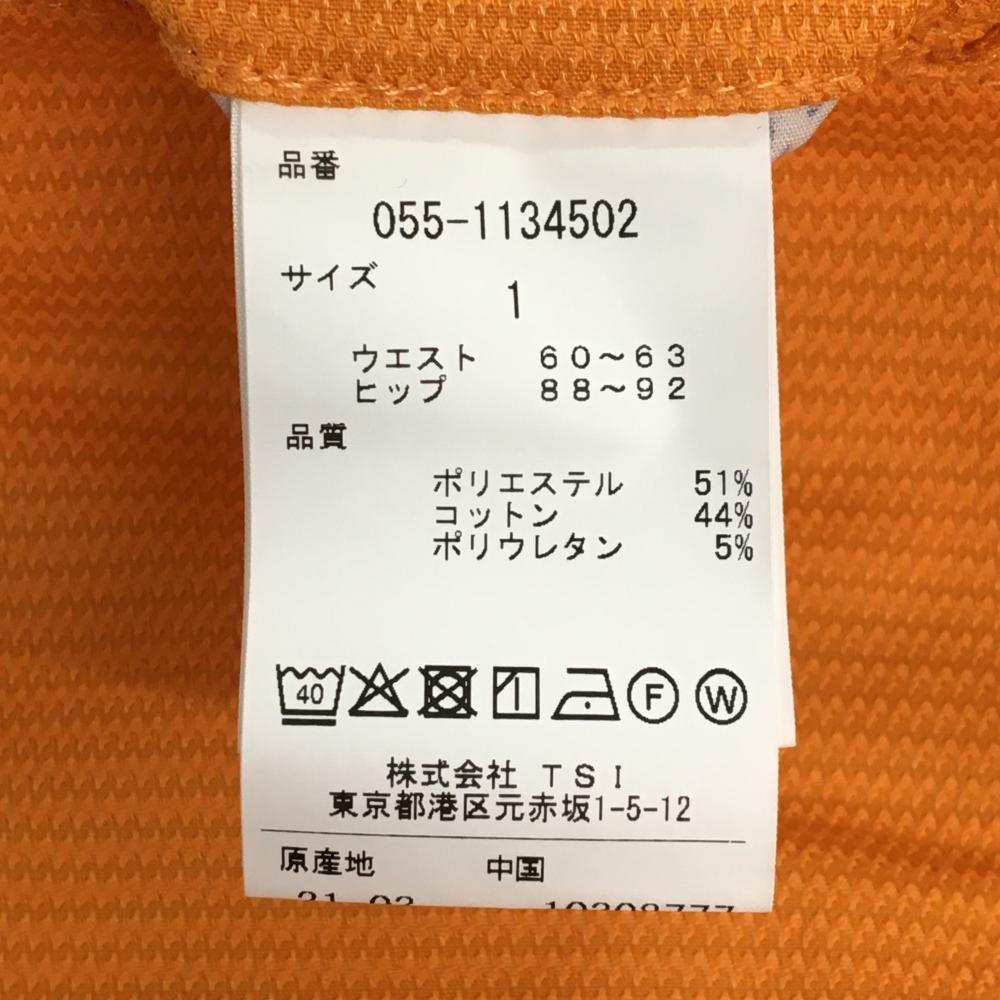 品番
055-1134502
サイズ
1
ウエスト 60～63
ヒップ 88～92
品質
ポリエステル 51%
コットン 44%
ポリウレタン 5%
40 1 F W
株式会社 TSI
東京都港区元赤坂1-5-12
原産地 中国